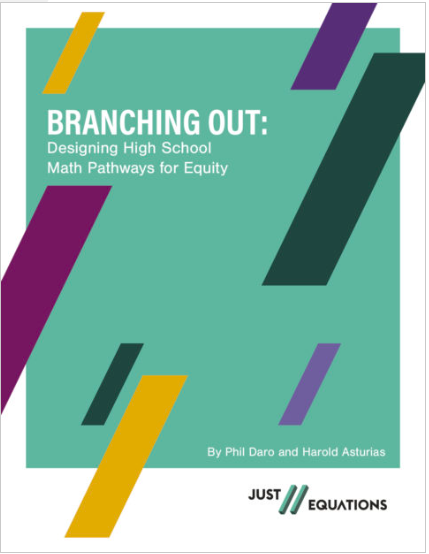 BRANCHING OUT:
Designing High School
Math Pathways for Equity
By Phil Daro and Harold Asturias
JUST
EQUATIONS